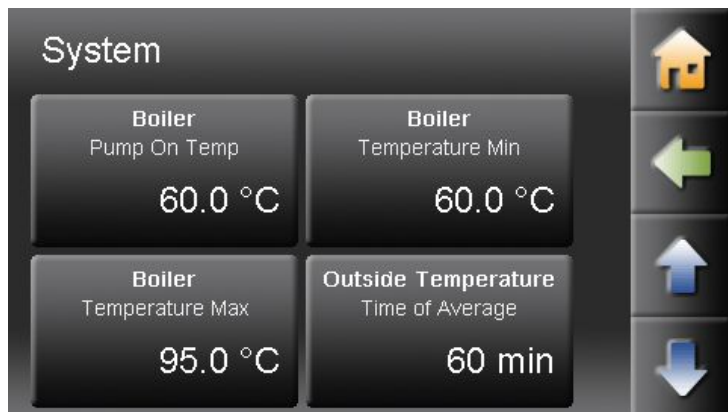 System
Boiler
Pump On Temp
60.0 °C
Boiler
Temperature Min
60.0 °C
Boiler
Temperature Max
95.0 °C
Outside Temperature
Time of Average
60 min